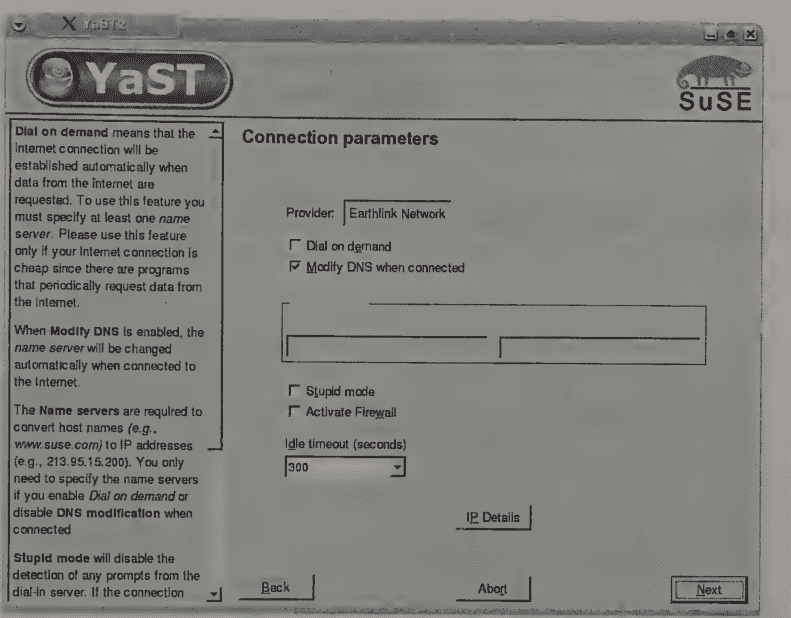 YaST2
YaST
SuSE
Dial on demand means that the
Internet connection will be
established automatically when
data from the internet are
requested. To use this feature you
must specify at least one name
server. Please use this feature
only if your Internet connection is
cheap since there are programs
that periodically request data from
the Internet.
When Modify DNS is enabled, the
name server will be changed
automatically when connected to
the Internet.
The Name servers are required to
convert host names (e.g.,
www.suse.com) to IP addresses
(e.g., 213.95.15.200). You only
need to specify the name servers
if you enable Dial on demand or
disable DNS modification when
connected
Stupid mode will disable the
detection of any prompts from the
dial-in server. If the connection
Connection parameters
Provider: Earthlink Network
Dial on demand
Modify DNS when connected
Stupid mode
Activate Firewall
Idle timeout (seconds)
300
IP Details
Back
Abort
Next